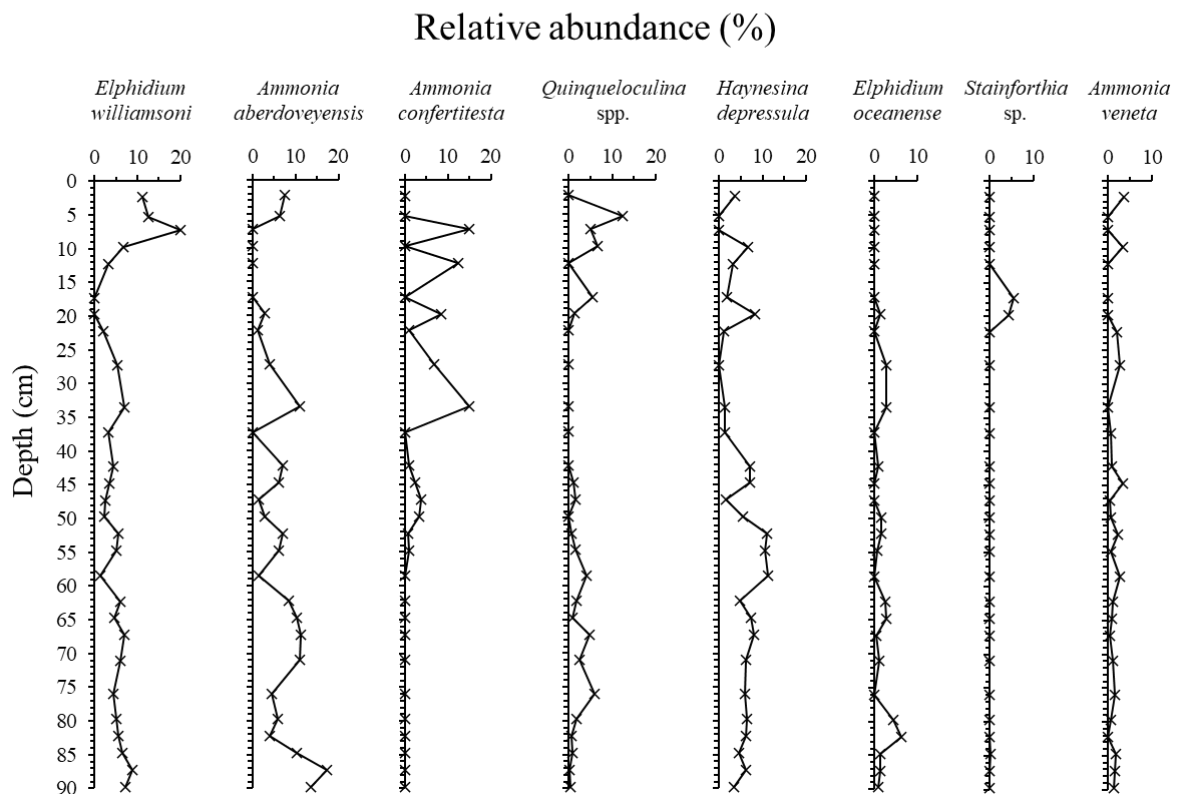 Relative abundance (%)
Elphidium williamsoni
Ammonia aberdoveyensis
Ammonia confertitesta
Quinqueloculina spp.
Haynesina depressula
Elphidium oceanense
Stainforthia sp.
Ammonia veneta
0 10 20
0 10 20
0 10 20
0 10 20
0 10 20
0 10
0 10
0 10
Depth (cm)
0
5
10
15
20
25
30
35
40
45
50
55
60
65
70
75
80
85
90